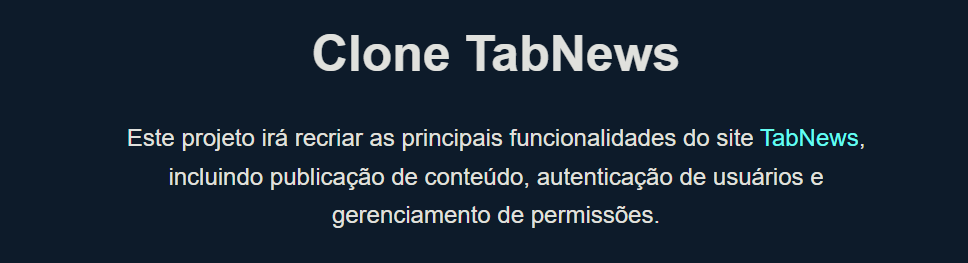 Clone TabNews
Este projeto irá recriar as principais funcionalidades do site TabNews,
incluindo publicação de conteúdo, autenticação de usuários e
gerenciamento de permissões.